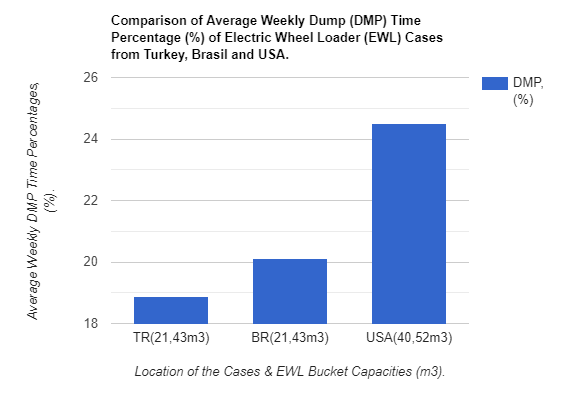 Comparison of Average Weekly Dump (DMP) Time
Percentage (%) of Electric Wheel Loader (EWL) Cases
from Turkey, Brasil and USA.
26
24
22
20
18
Average Weekly DMP Time Percentages,
(%).
DMP,
(%)
TR(21,43m3)
BR(21,43m3)
USA(40,52m3)
Location of the Cases & EWL Bucket Capacities (m3).